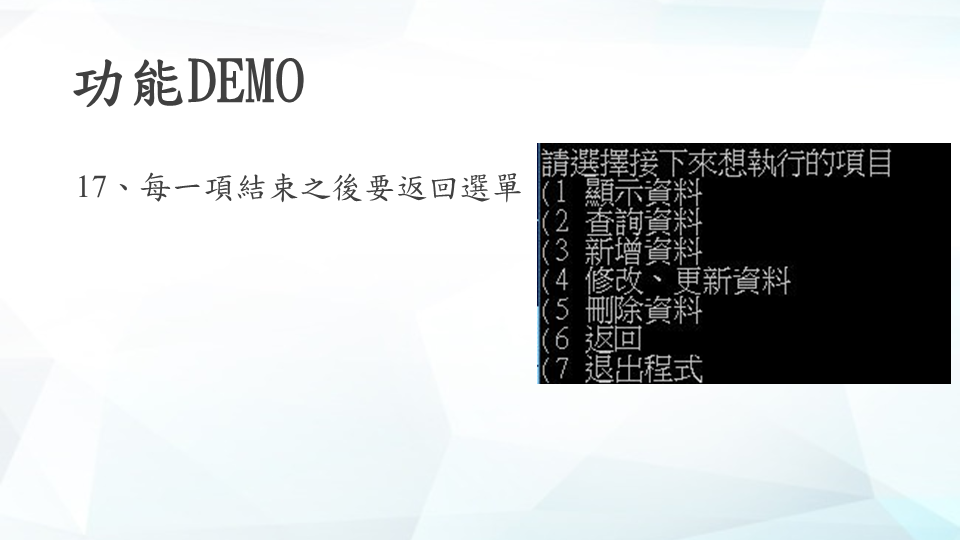 功能DEMO
17、每一項結束之後要返回選單
請選擇接下來想執行的項目
(1 顯示資料
(2 查詢資料
(3 新增資料
(4 修改、更新資料
(5 刪除資料
(6 返回
(7 退出程式